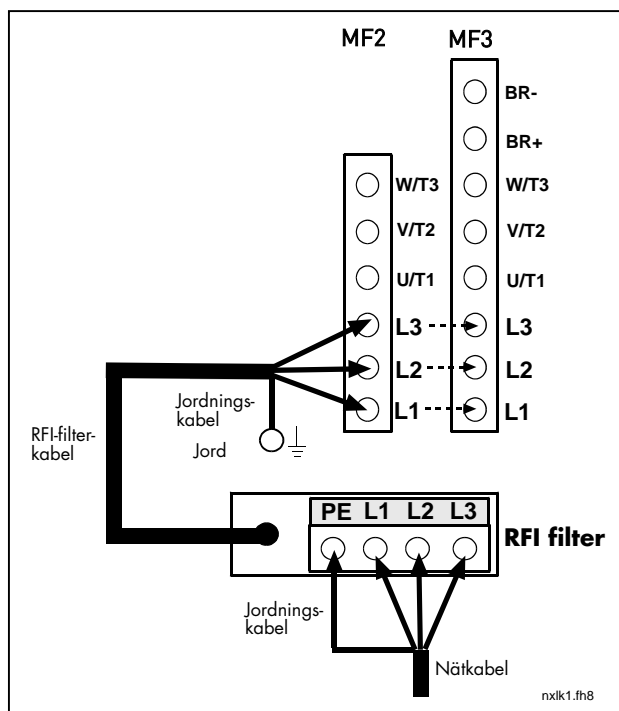 MF2
MF3
BR-
BR+
W/T3
W/T3
V/T2
V/T2
U/T1
U/T1
L3
L3
L2
L2
L1
L1
Jordnings-
kabel
Jord
RFI-filter-
kabel
PE L1 L2 L3
RFI filter
Jordnings-
kabel
Nätkabel
nxlk1.fh8